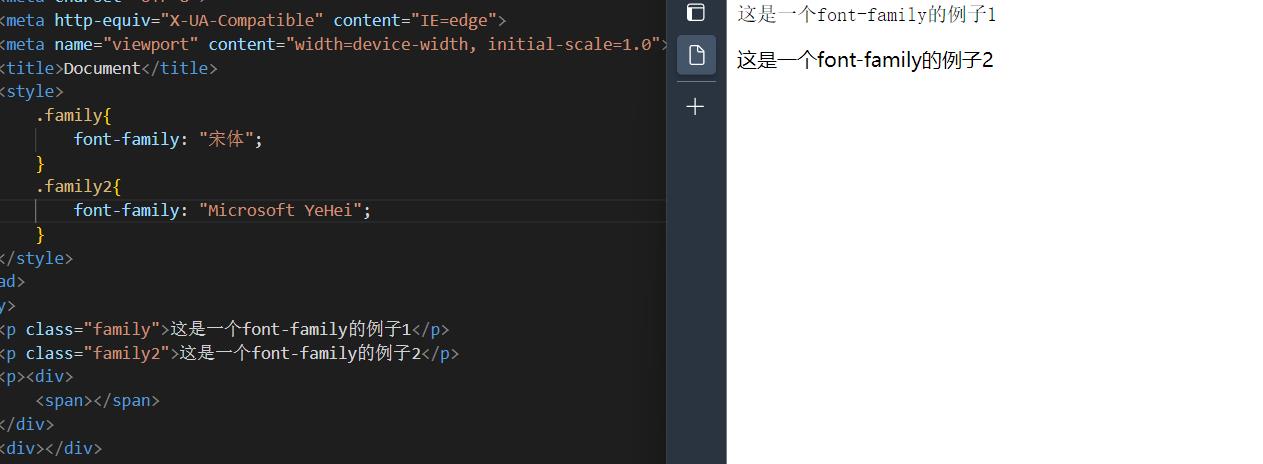 <meta http-equiv="X-UA-Compatible" content="IE=edge">
<meta name="viewport" content="width=device-width, initial-scale=1.0">
<title>Document</title>
<style>
.family{
font-family: "宋体";
}
.family2{
font-family: "Microsoft YeHei";
}
</style>
ad>
y>
<p class="family">这是一个font-family的例子1</p>
<p class="family2">这是一个font-family的例子2</p>
<p><div>
<span></span>
</div>
<div></div>
这是一个font-family的例子1
这是一个font-family的例子2